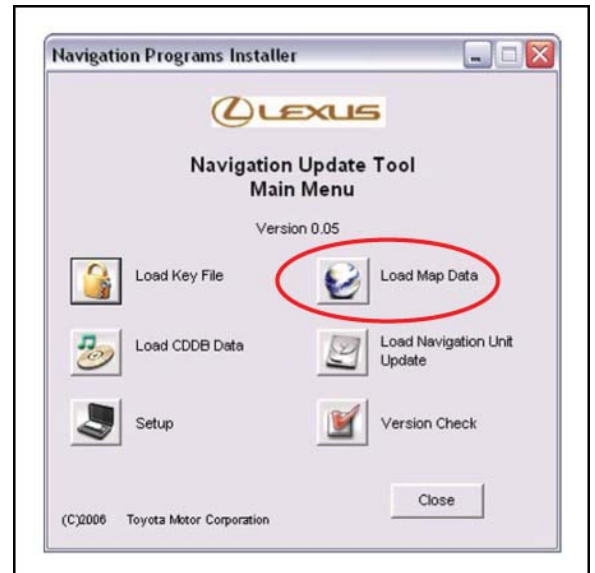 Navigation Programs Installer
LEXUS
Navigation Update Tool
Main Menu
Version 0.05
Load Key File
Load Map Data
Load CDDB Data
Load Navigation Unit
Update
Setup
Version Check
Close
(C)2006 Toyota Motor Corporation